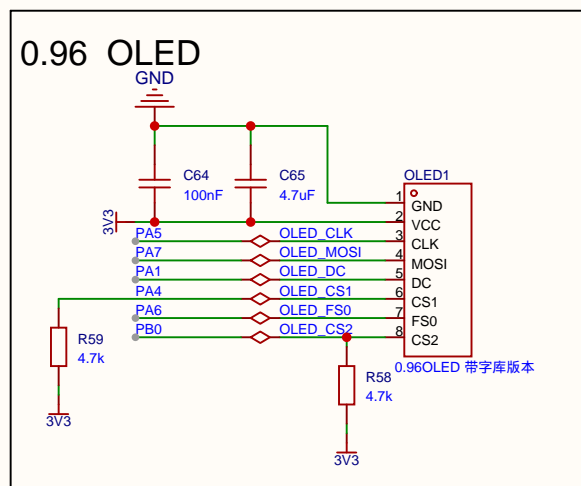 0.96 OLED
GND
C64
100nF
C65
4.7uF
OLED1
3V3
1 GND
2 VCC
PA5 OLED_CLK 3 CLK
PA7 OLED_MOSI 4 MOSI
PA1 OLED_DC 5 DC
PA4 OLED_CS1 6 CS1
PA6 OLED_FS0 7 FS0
PB0 OLED_CS2 8 CS2
R59
4.7k
3V3
0.96OLED 带字库版本
R58
4.7k
3V3